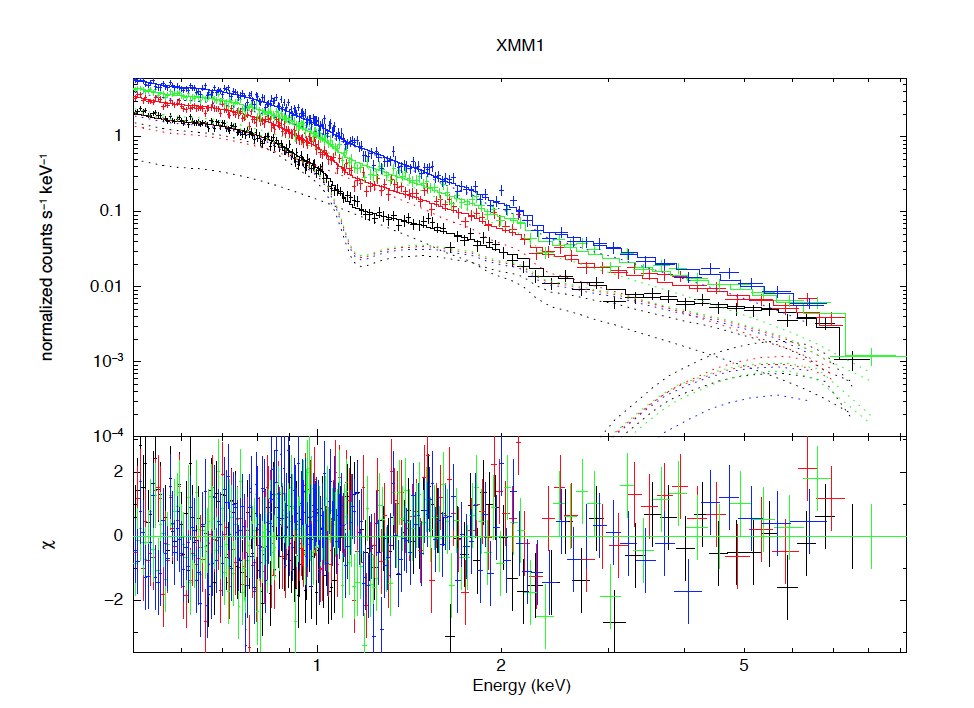 XMM1
normalized counts s⁻¹ keV⁻¹
1
0.1
0.01
10⁻³
10⁻⁴
χ
2
0
−2
1
2
5
Energy (keV)